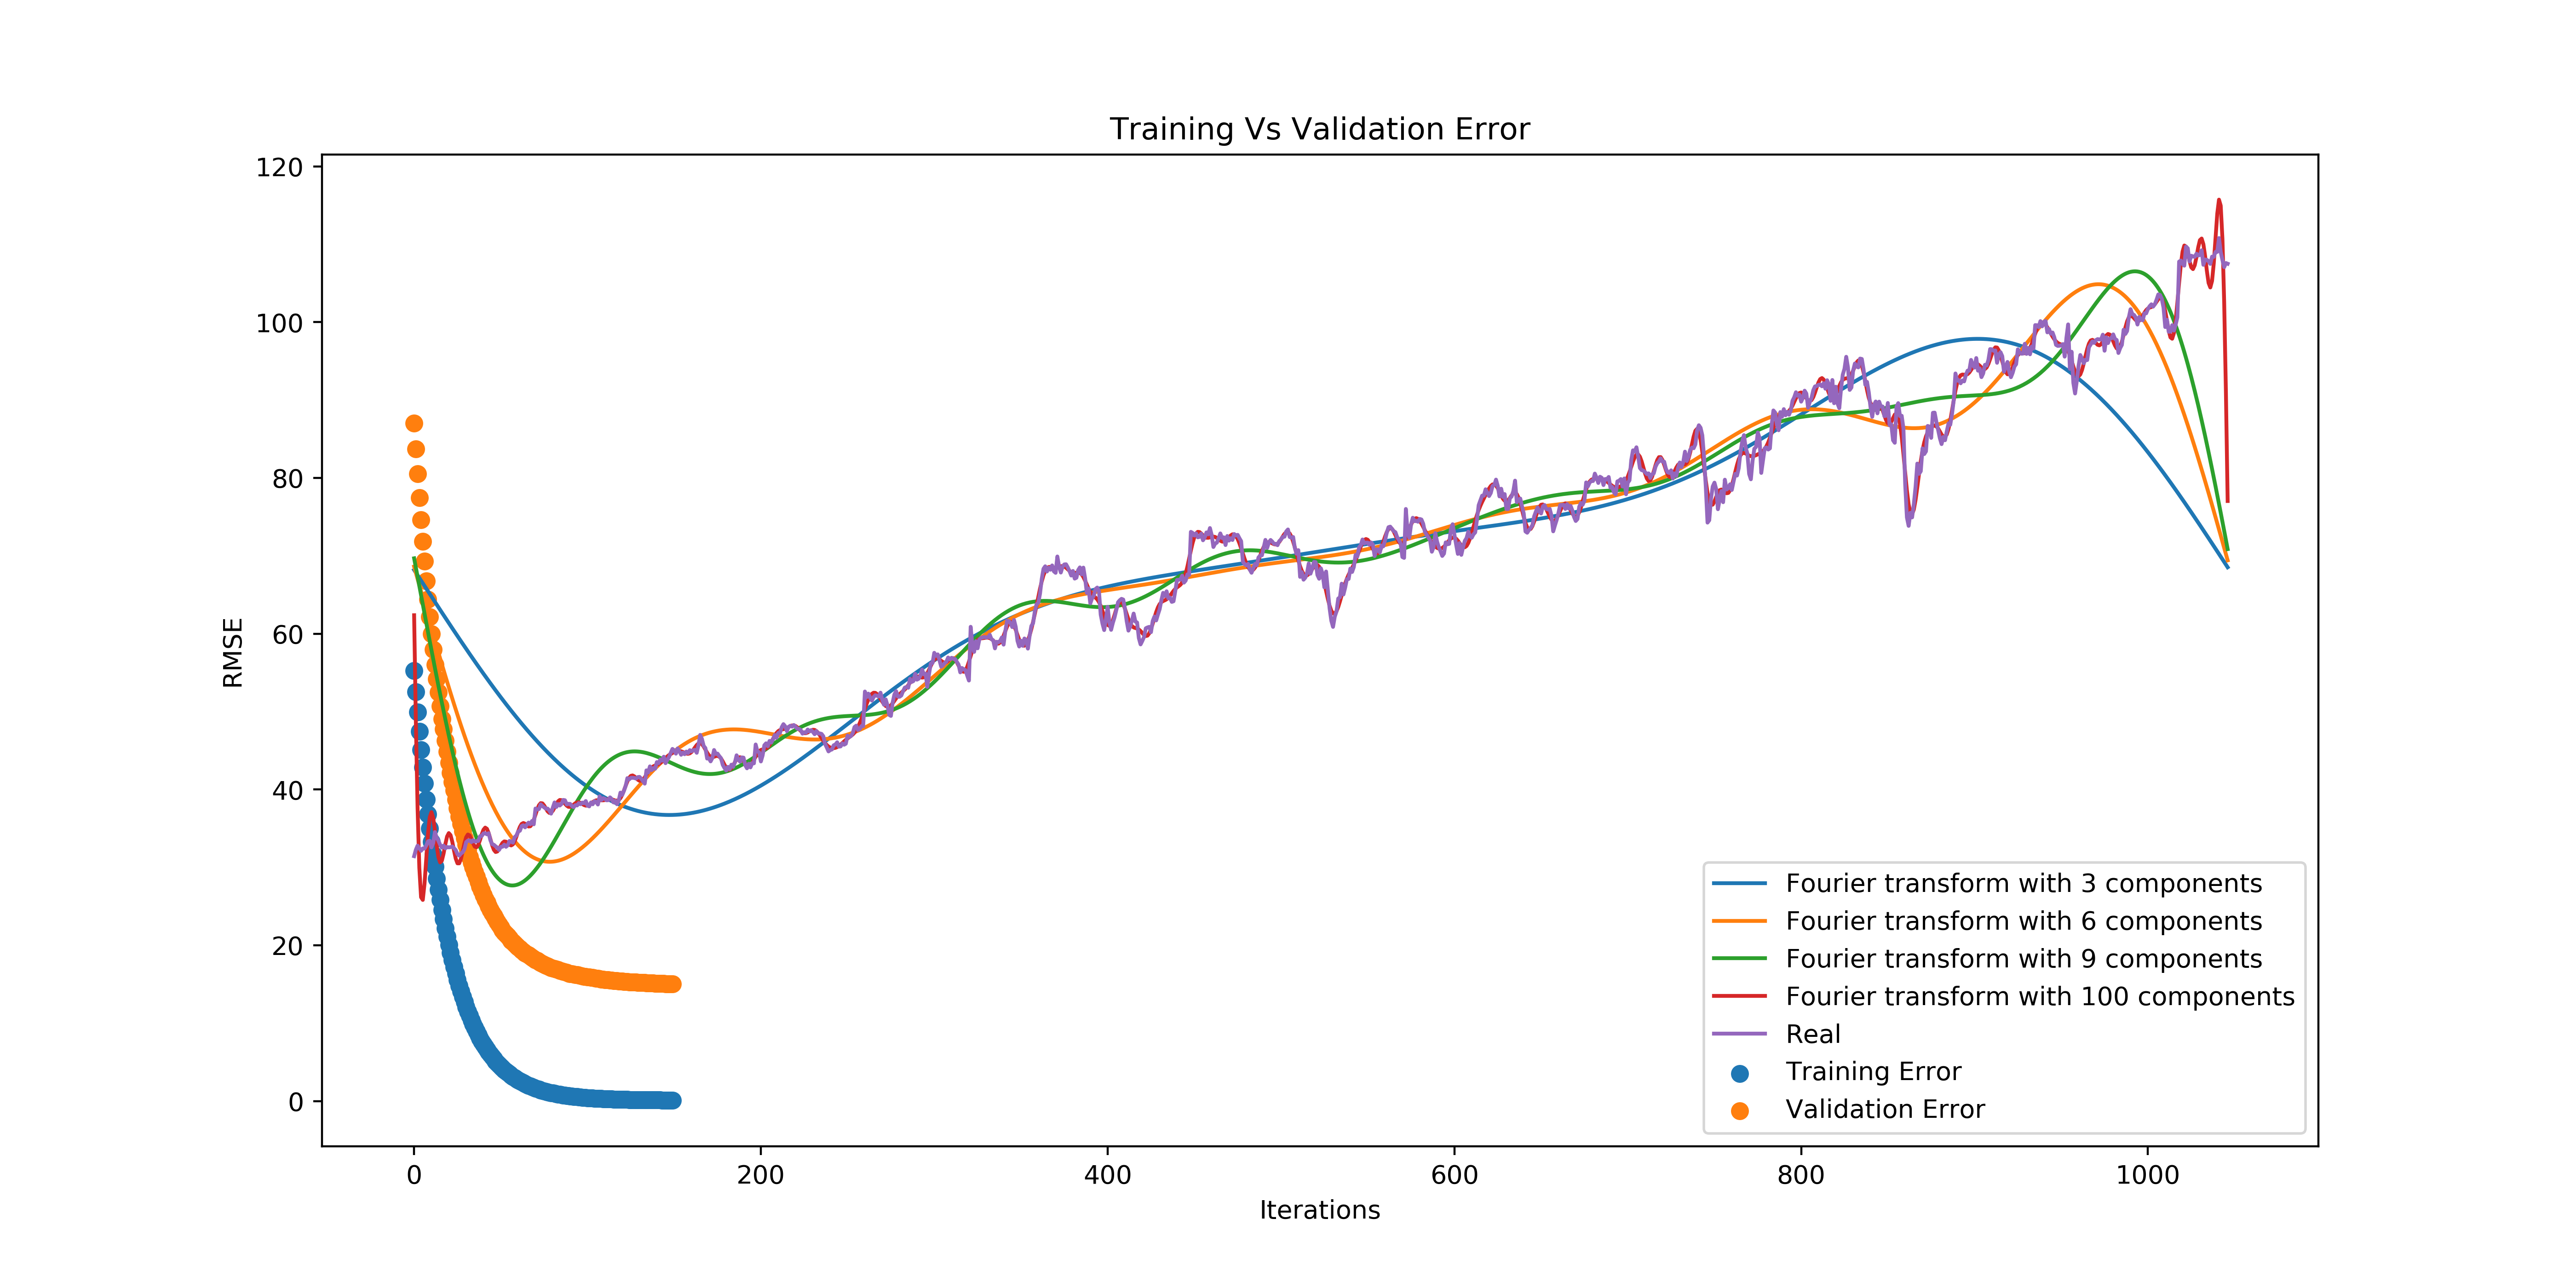 Training Vs Validation Error
120
100
80
60
40
20
0
RMSE
0 200 400 600 800 1000
Iterations
Fourier transform with 3 components
Fourier transform with 6 components
Fourier transform with 9 components
Fourier transform with 100 components
Real
Training Error
Validation Error